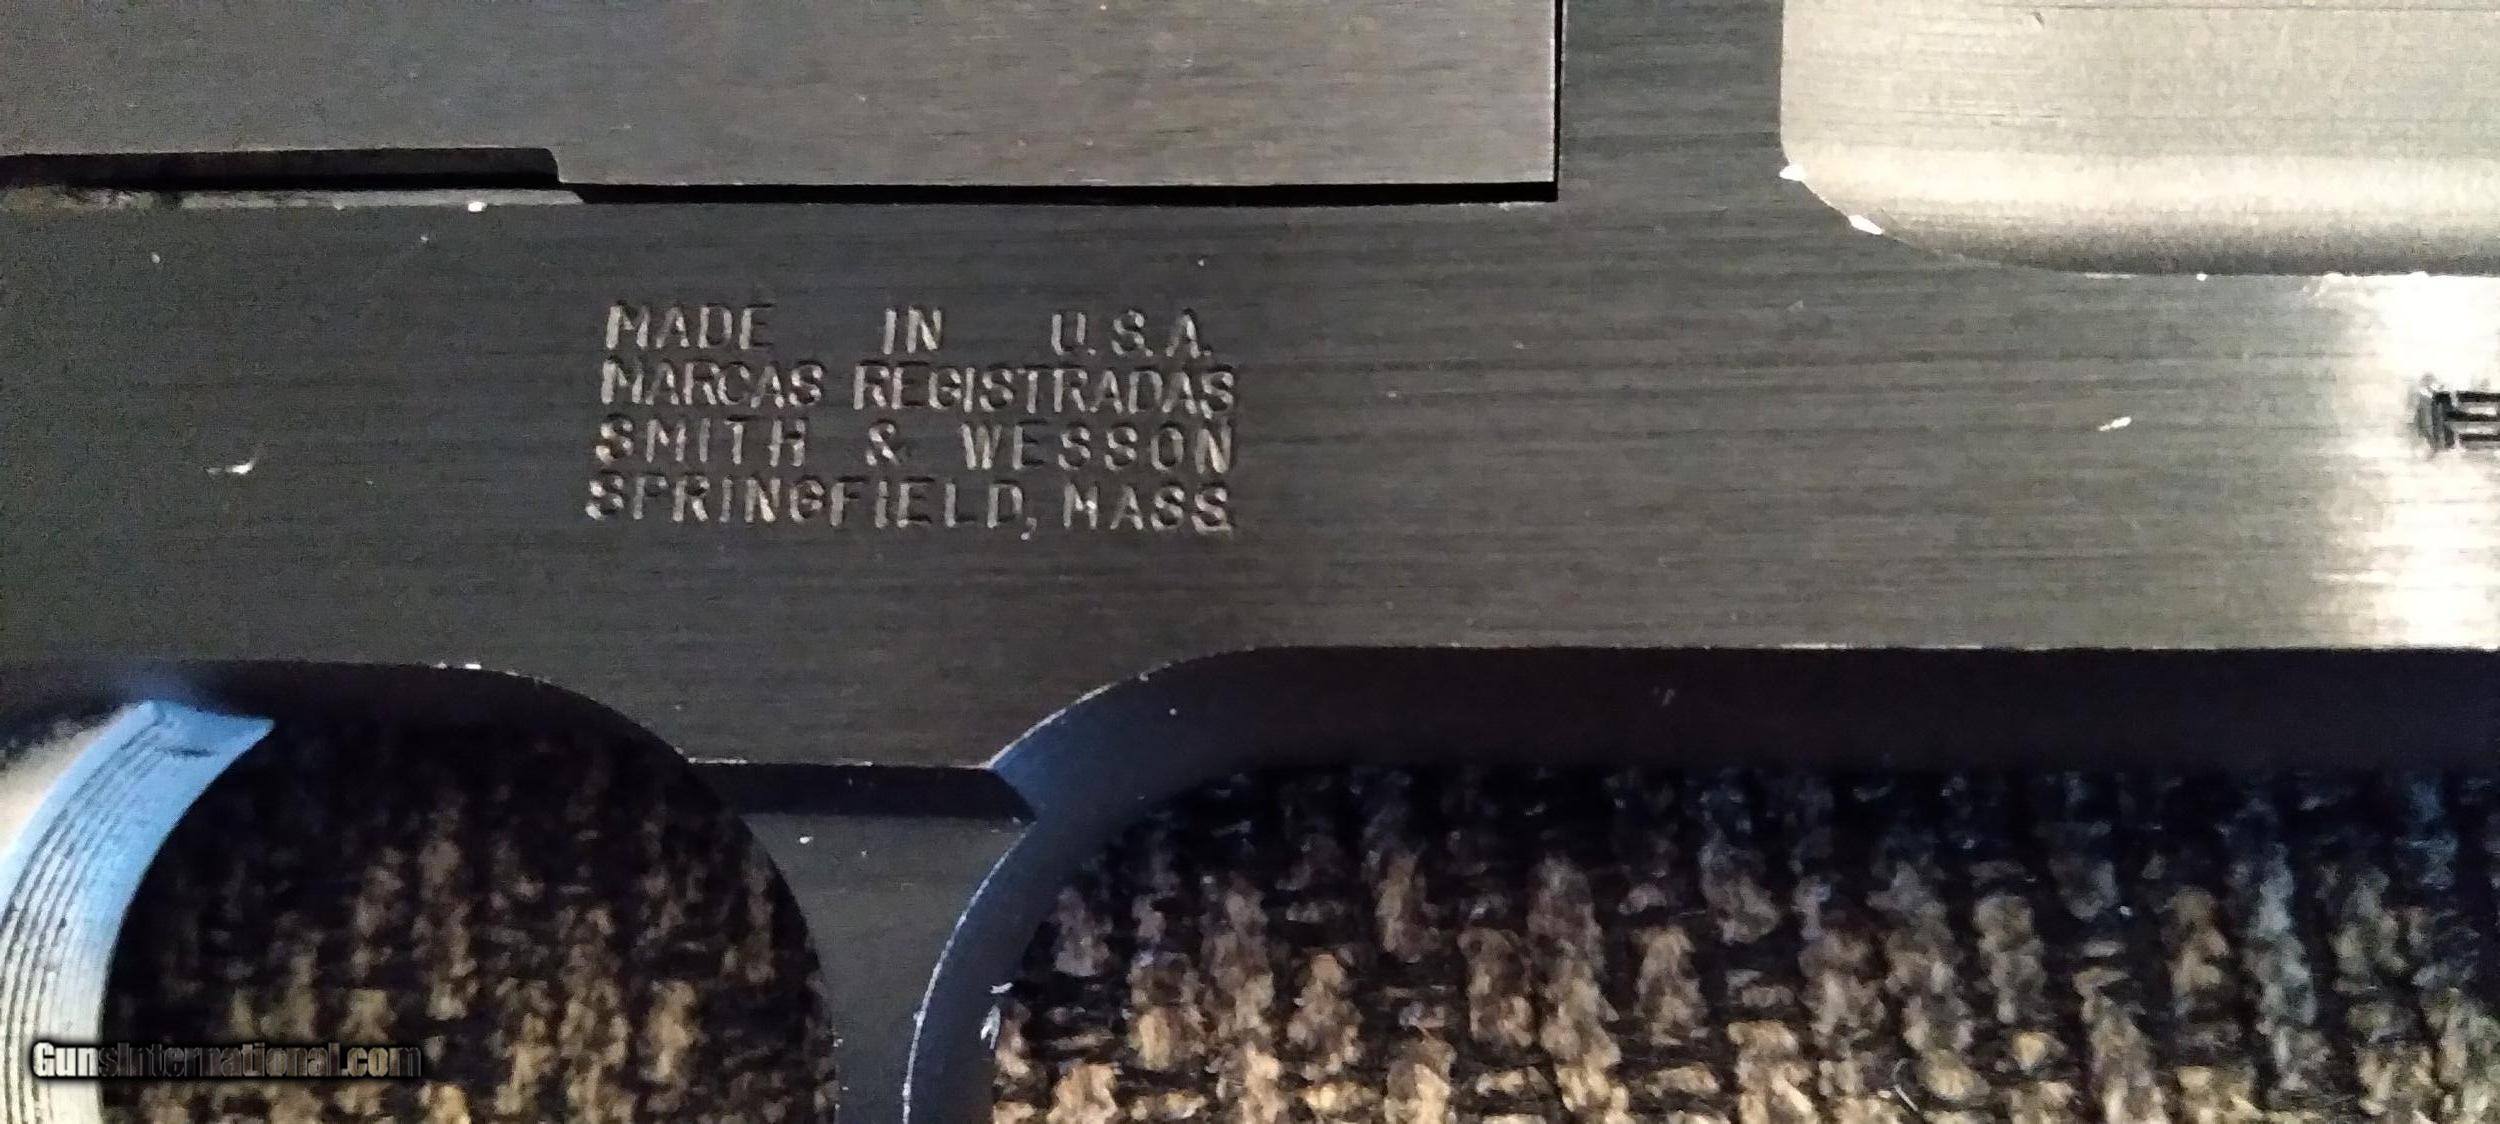 MADE IN U.S.A.
MARCAS REGISTRADAS
SMITH & WESSON
SPRINGFIELD, MASS.
GunsInternational.com